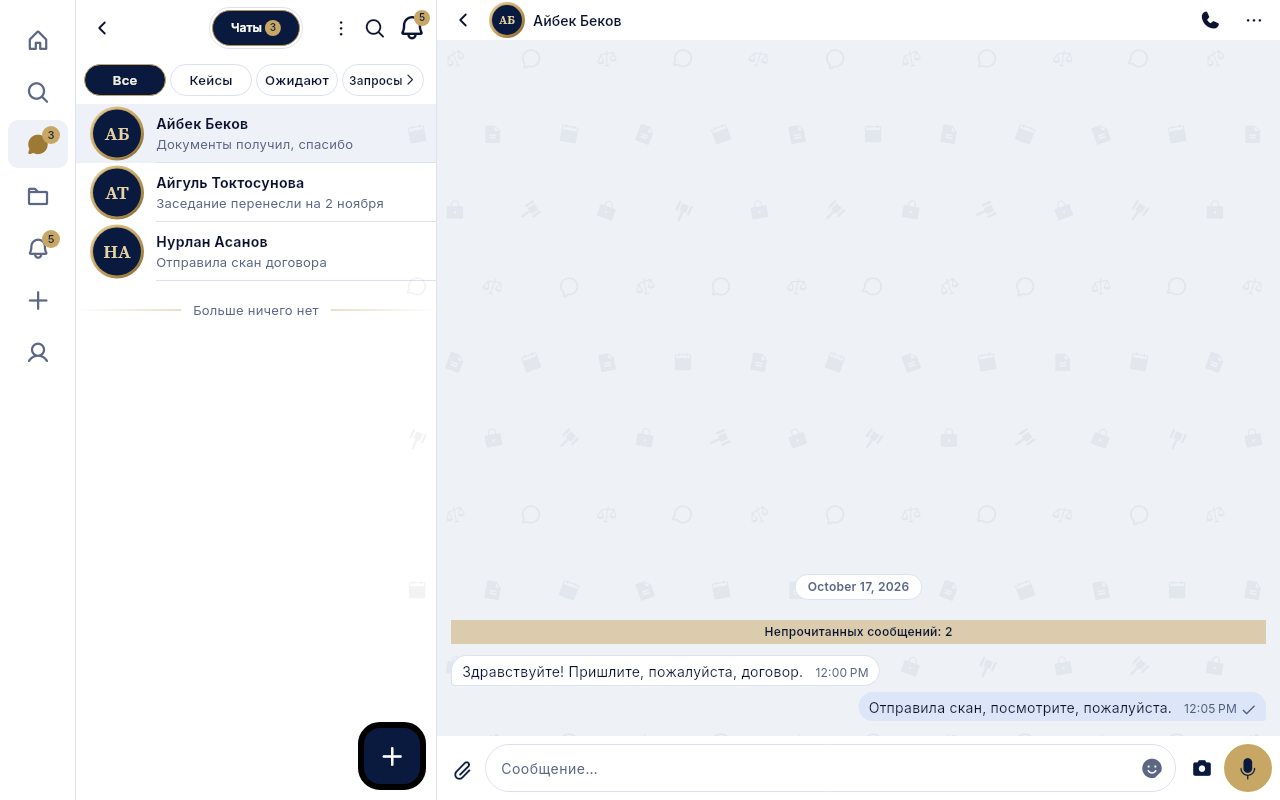 Чаты 3
5
Все
Кейсы
Ожидают
Запросы
3
5
АБ
Айбек Беков
Документы получил, спасибо
АТ
Айгуль Токтосунова
Заседание перенесли на 2 ноября
НА
Нурлан Асанов
Отправила скан договора
Больше ничего нет
АБ
Айбек Беков
October 17, 2026
Непрочитанных сообщений: 2
Здравствуйте! Пришлите, пожалуйста, договор. 12:00 PM
Отправила скан, посмотрите, пожалуйста. 12:05 PM
Сообщение...